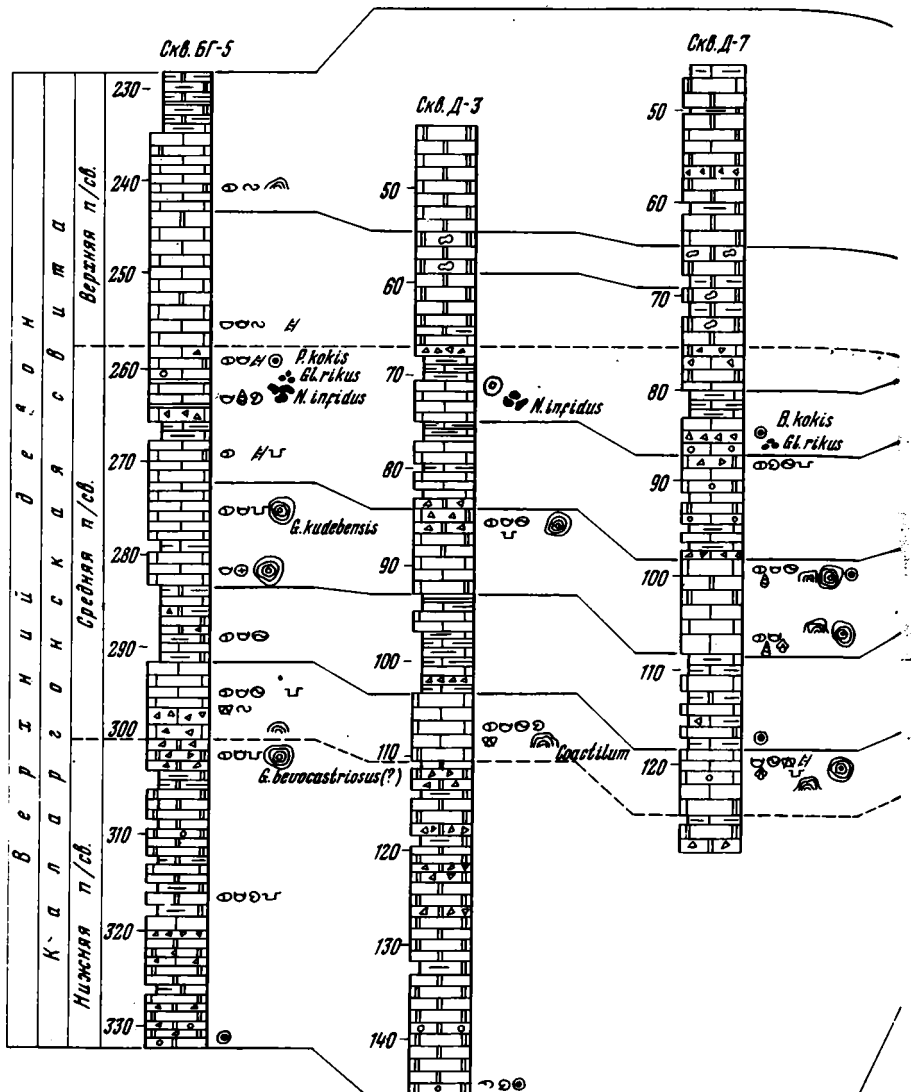 Скв. БГ-5
Скв. Д-3
Скв. Д-7
Верхний девон
Каларгонская свита
Верхняя п/св.
Средняя п/св.
Нижняя п/св.
230
240
250
260
270
280
290
300
310
320
330
P. kokis
Gl. rikus
N. infidus
G. kudebensis
G. bevocastriosus(?)
50
60
70
80
90
100
110
120
130
140
N. infidus
Coactilum
50
60
70
80
90
100
110
120
B. kokis
Gl. rikus